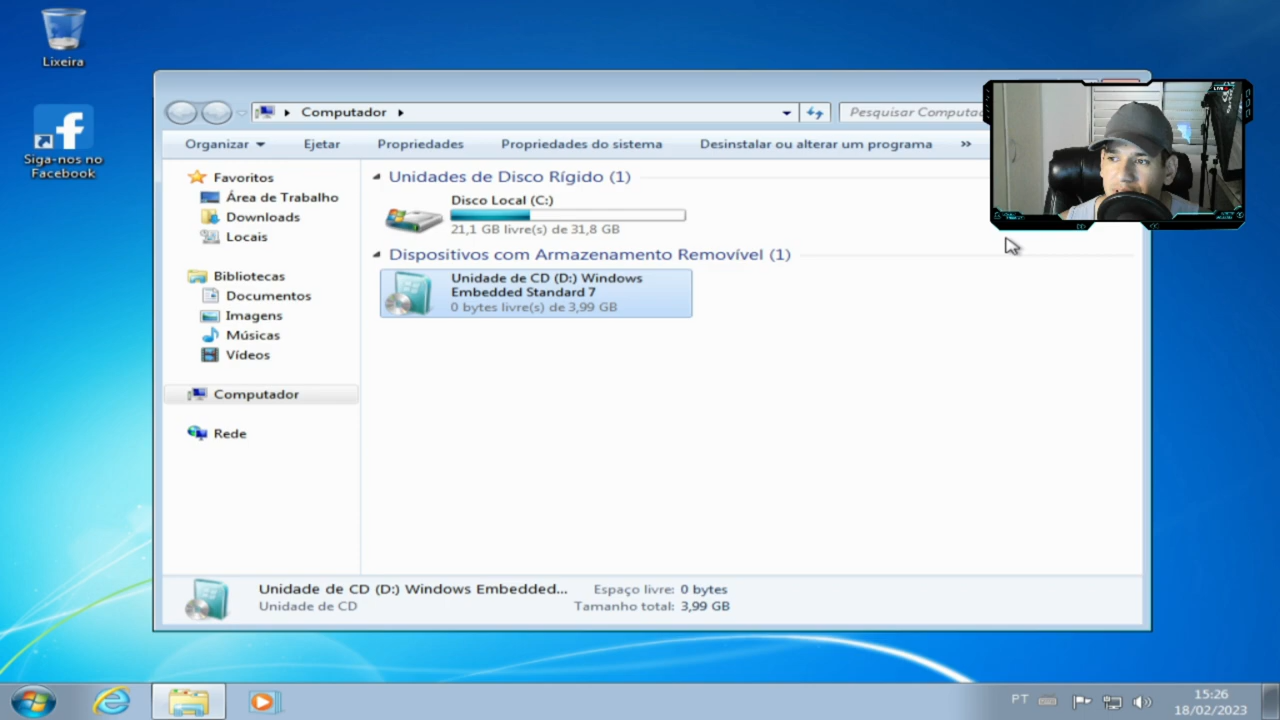 Lixeira
Siga-nos no
Facebook
Computador
Pesquisar Computa
Organizar
Ejetar
Propriedades
Propriedades do sistema
Desinstalar ou alterar um programa
»
Favoritos
Área de Trabalho
Downloads
Locais
Bibliotecas
Documentos
Imagens
Músicas
Vídeos
Computador
Rede
Unidades de Disco Rígido (1)
Disco Local (C:)
21,1 GB livre(s) de 31,8 GB
Dispositivos com Armazenamento Removível (1)
Unidade de CD (D:) Windows
Embedded Standard 7
0 bytes livre(s) de 3,99 GB
Unidade de CD (D:) Windows Embedded...
Espaço livre: 0 bytes
Unidade de CD
Tamanho total: 3,99 GB
PT
15:26
18/02/2023